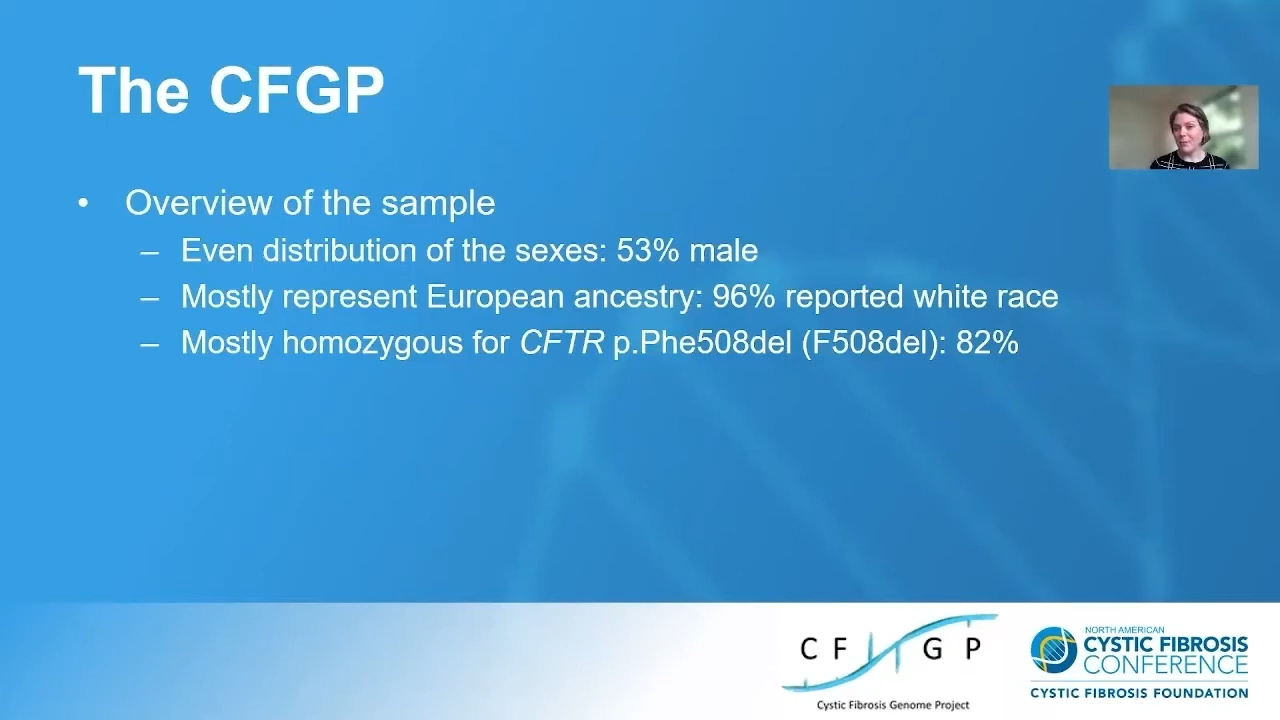 The CFGP
• Overview of the sample
– Even distribution of the sexes: 53% male
– Mostly represent European ancestry: 96% reported white race
– Mostly homozygous for CFTR p.Phe508del (F508del): 82%
C F G P
Cystic Fibrosis Genome Project
NORTH AMERICAN
CYSTIC FIBROSIS
CONFERENCE
CYSTIC FIBROSIS FOUNDATION